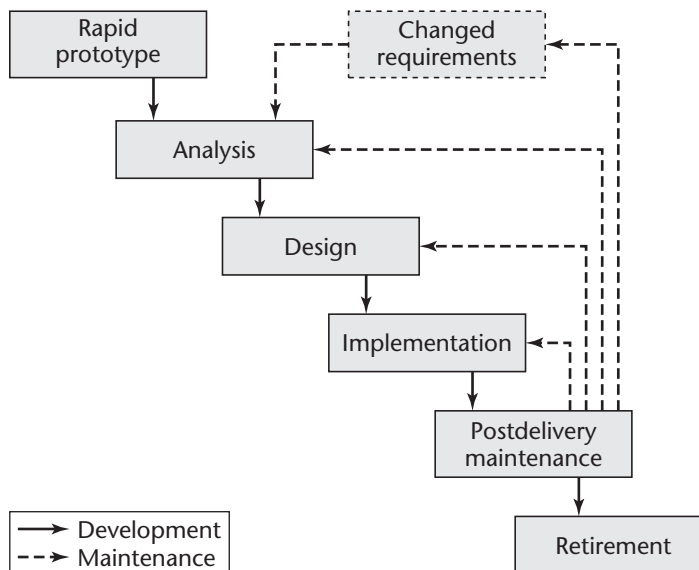 Rapid
prototype
Changed
requirements
Analysis
Design
Implementation
Postdelivery
maintenance
Retirement
Development
Maintenance